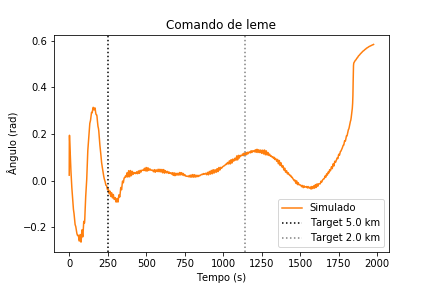 Comando de leme
Ângulo (rad)
0.6
0.4
0.2
0.0
−0.2
0
250
500
750
1000
1250
1500
1750
2000
Tempo (s)
Simulado
Target 5.0 km
Target 2.0 km